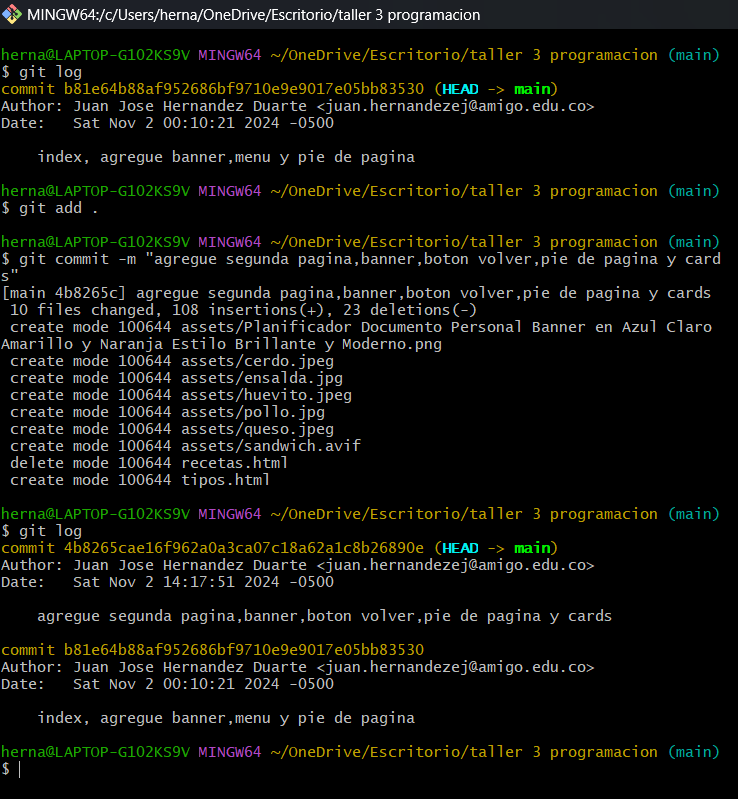 MINGW64:/c/Users/herna/OneDrive/Escritorio/taller 3 programacion
herna@LAPTOP-G102KS9V MINGW64 ~/OneDrive/Escritorio/taller 3 programacion (main)
$ git log
commit b81e64b88af952686bf9710e9e9017e05bb83530 (HEAD -> main)
Author: Juan Jose Hernandez Duarte <juan.hernandezej@amigo.edu.co>
Date:   Sat Nov 2 00:10:21 2024 -0500
    index, agregue banner,menu y pie de pagina
herna@LAPTOP-G102KS9V MINGW64 ~/OneDrive/Escritorio/taller 3 programacion (main)
$ git add .
herna@LAPTOP-G102KS9V MINGW64 ~/OneDrive/Escritorio/taller 3 programacion (main)
$ git commit -m "agregue segunda pagina,banner,boton volver,pie de pagina y card
s"
[main 4b8265c] agregue segunda pagina,banner,boton volver,pie de pagina y cards
 10 files changed, 108 insertions(+), 23 deletions(-)
 create mode 100644 assets/Planificador Documento Personal Banner en Azul Claro
Amarillo y Naranja Estilo Brillante y Moderno.png
 create mode 100644 assets/cerdo.jpeg
 create mode 100644 assets/ensalda.jpg
 create mode 100644 assets/huevito.jpeg
 create mode 100644 assets/pollo.jpg
 create mode 100644 assets/queso.jpeg
 create mode 100644 assets/sandwich.avif
 delete mode 100644 recetas.html
 create mode 100644 tipos.html
herna@LAPTOP-G102KS9V MINGW64 ~/OneDrive/Escritorio/taller 3 programacion (main)
$ git log
commit 4b8265cae16f962a0a3ca07c18a62a1c8b26890e (HEAD -> main)
Author: Juan Jose Hernandez Duarte <juan.hernandezej@amigo.edu.co>
Date:   Sat Nov 2 14:17:51 2024 -0500
    agregue segunda pagina,banner,boton volver,pie de pagina y cards
commit b81e64b88af952686bf9710e9e9017e05bb83530
Author: Juan Jose Hernandez Duarte <juan.hernandezej@amigo.edu.co>
Date:   Sat Nov 2 00:10:21 2024 -0500
    index, agregue banner,menu y pie de pagina
herna@LAPTOP-G102KS9V MINGW64 ~/OneDrive/Escritorio/taller 3 programacion (main)
$